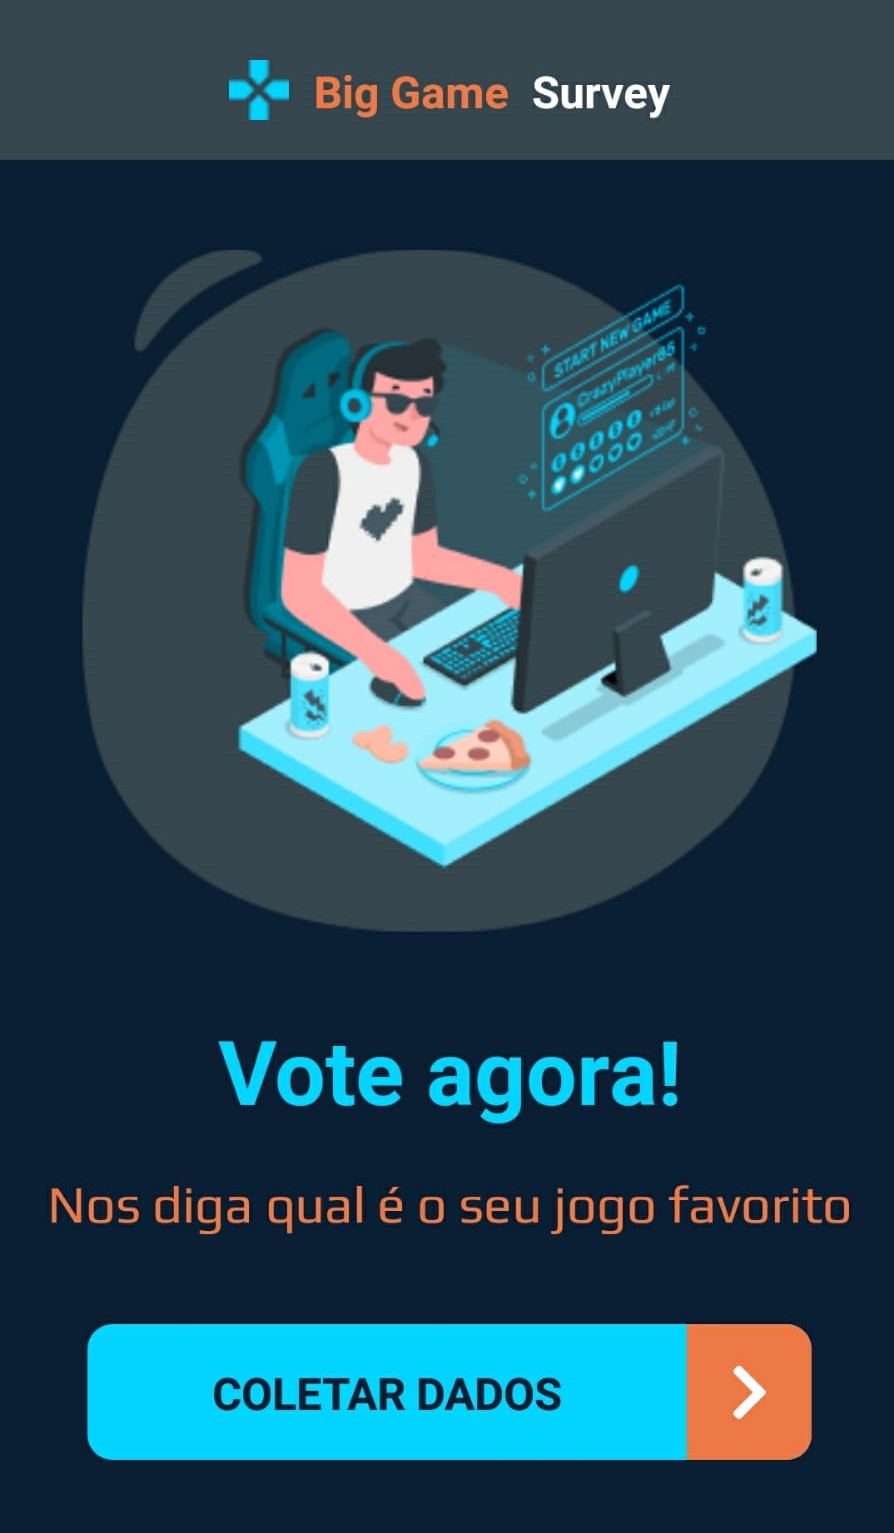 Big Game Survey
START NEW GAME
CrazyPlayer85
Vote agora!
Nos diga qual é o seu jogo favorito
COLETAR DADOS